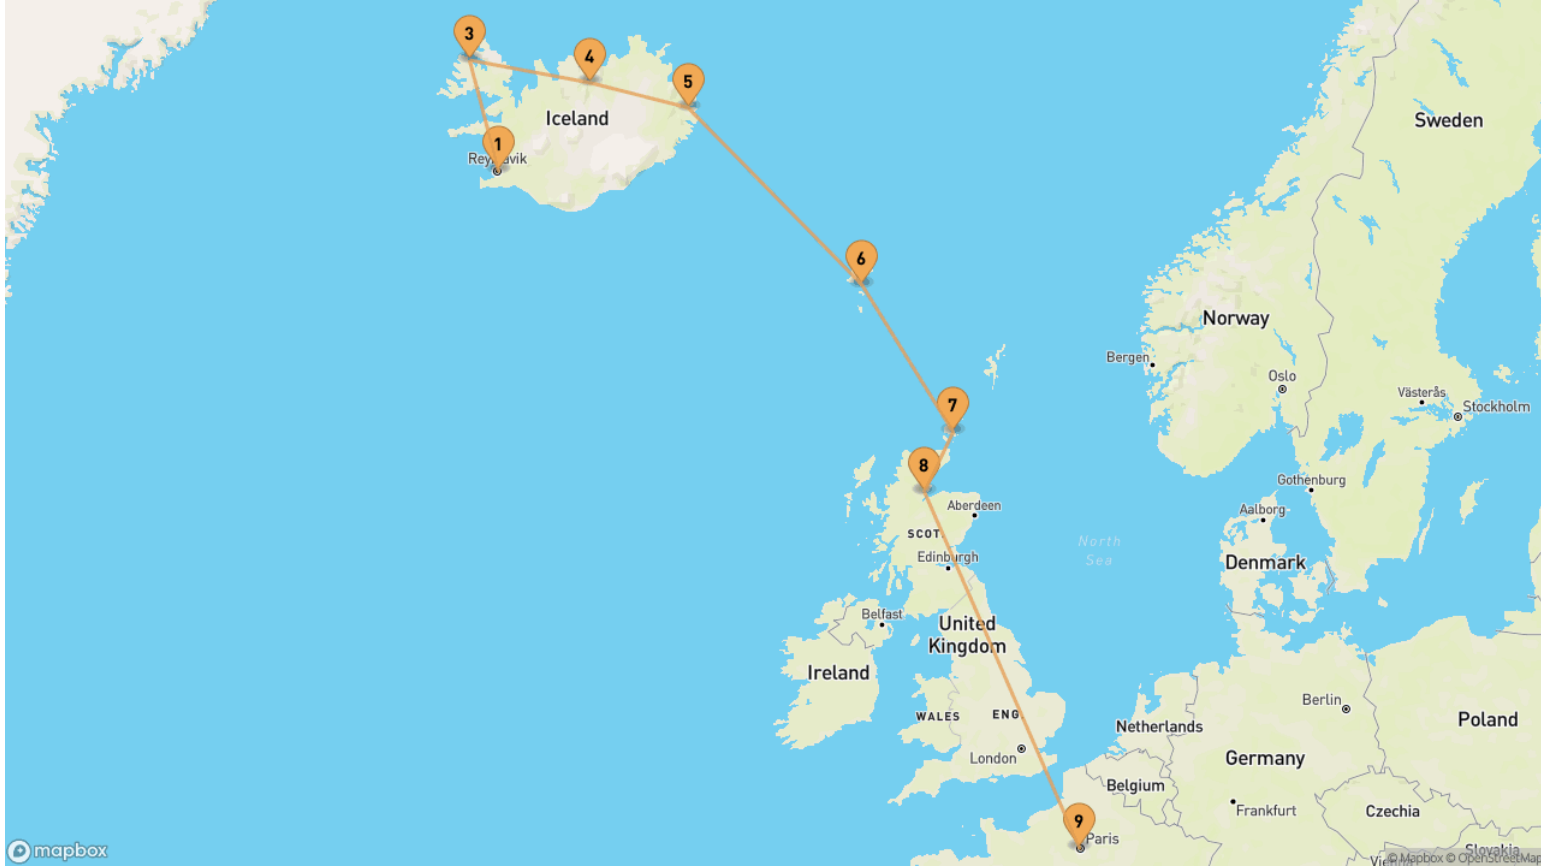 3
4
5
Iceland
Sweden
1
Reykjavik
6
Norway
Bergen
Oslo
Västerås
Stockholm
7
8
Gothenburg
Aberdeen
Aalborg
SCOT.
North
Sea
Edinburgh
Denmark
Belfast
United
Kingdom
Ireland
Berlin
WALES
ENG.
Netherlands
Poland
London
Germany
Belgium
Frankfurt
Czechia
9
Paris
Slovakia
mapbox
© Mapbox © OpenStreetMap